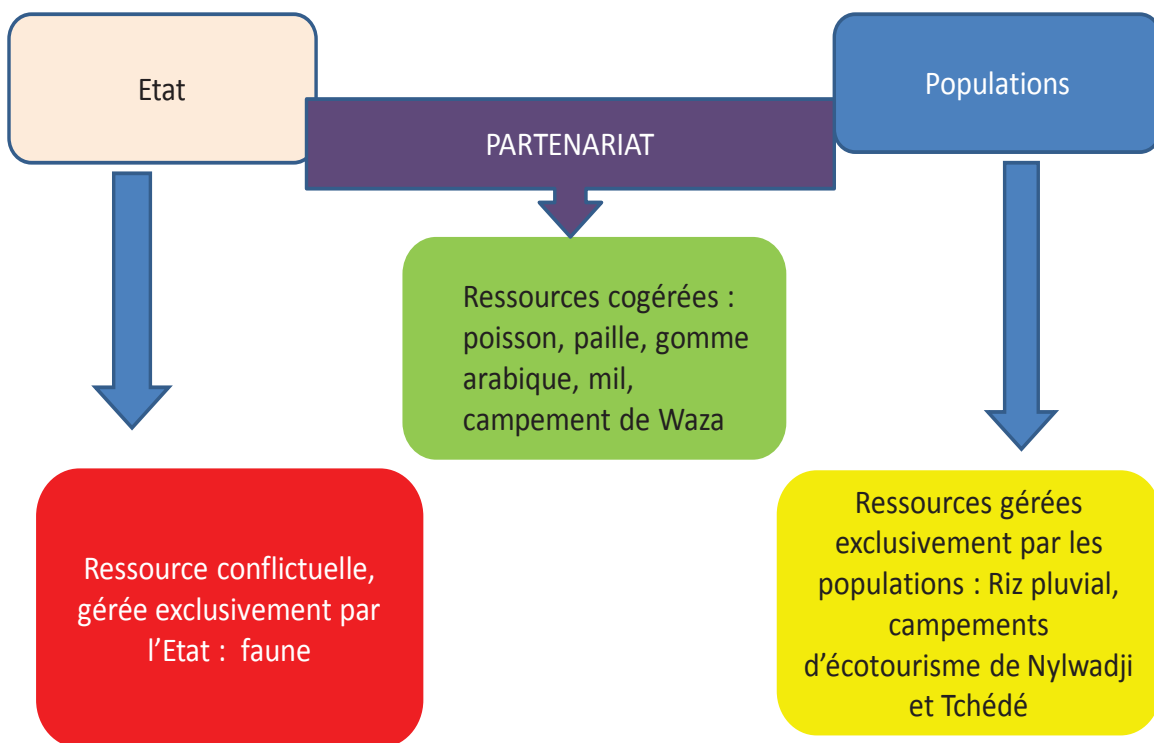 Etat
Populations
PARTENARIAT
Ressources cogérées :
poisson, paille, gomme
arabique, mil,
campement de Waza
Ressource conflictuelle,
gérée exclusivement par
l’Etat :  faune
Ressources gérées
exclusivement par les
populations : Riz pluvial,
campements
d’écotourisme de Nylwadji
et Tchédé